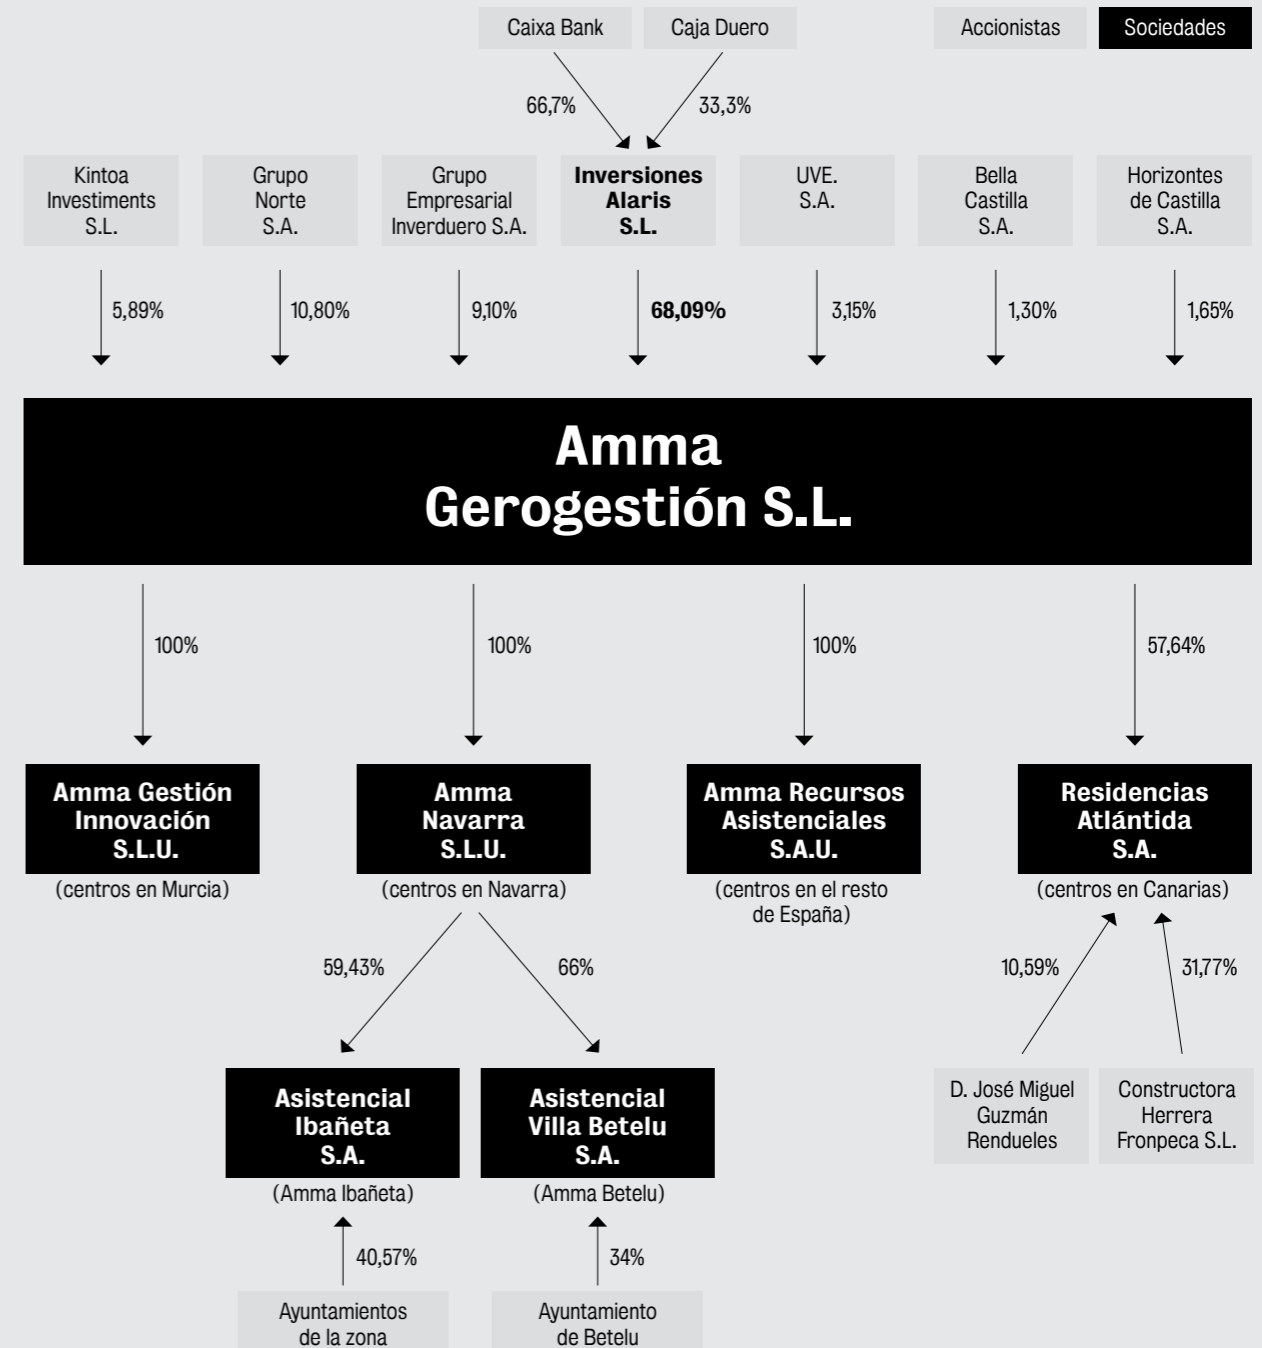 Caixa Bank
Caja Duero
Accionistas
Sociedades
66,7%
33,3%
Kintoa
Investiments
S.L.
Grupo
Norte
S.A.
Grupo
Empresarial
Inverduero S.A.
Inversiones
Alaris
S.L.
UVE.
S.A.
Bella
Castilla
S.A.
Horizontes
de Castilla
S.A.
5,89%
10,80%
9,10%
68,09%
3,15%
1,30%
1,65%
Amma
Gerogestión S.L.
100%
100%
100%
57,64%
Amma Gestión
Innovación
S.L.U.
(centros en Murcia)
Amma
Navarra
S.L.U.
(centros en Navarra)
Amma Recursos
Asistenciales
S.A.U.
(centros en el resto
de España)
Residencias
Atlántida
S.A.
(centros en Canarias)
59,43%
66%
10,59%
31,77%
Asistencial
Ibañeta
S.A.
(Amma Ibañeta)
Asistencial
Villa Betelu
S.A.
(Amma Betelu)
D. José Miguel
Guzmán
Rendueles
Constructora
Herrera
Fronpeca S.L.
40,57%
34%
Ayuntamientos
de la zona
Ayuntamiento
de Betelu